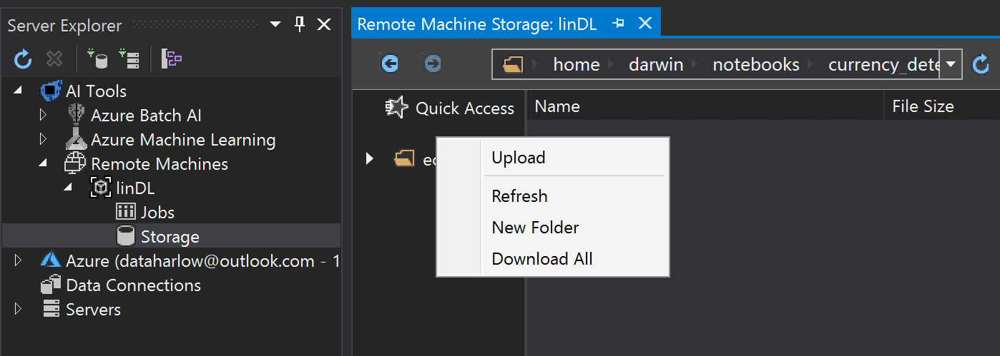 Server Explorer
AI Tools
Azure Batch AI
Azure Machine Learning
Remote Machines
linDL
Jobs
Storage
Azure (dataharlow@outlook.com - 1
Data Connections
Servers
Remote Machine Storage: linDL
home darwin notebooks
Quick Access
Name File Size
Upload
Refresh
New Folder
Download All